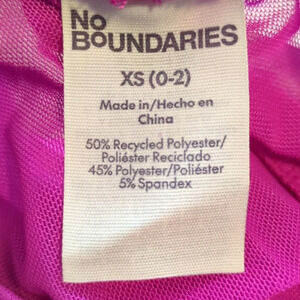 No
BOUNDARIES
XS (0-2)
Made in/Hecho en
China
50% Recycled Polyester/
Poliéster Reciclado
45% Polyester/Poliéster
5% Spandex